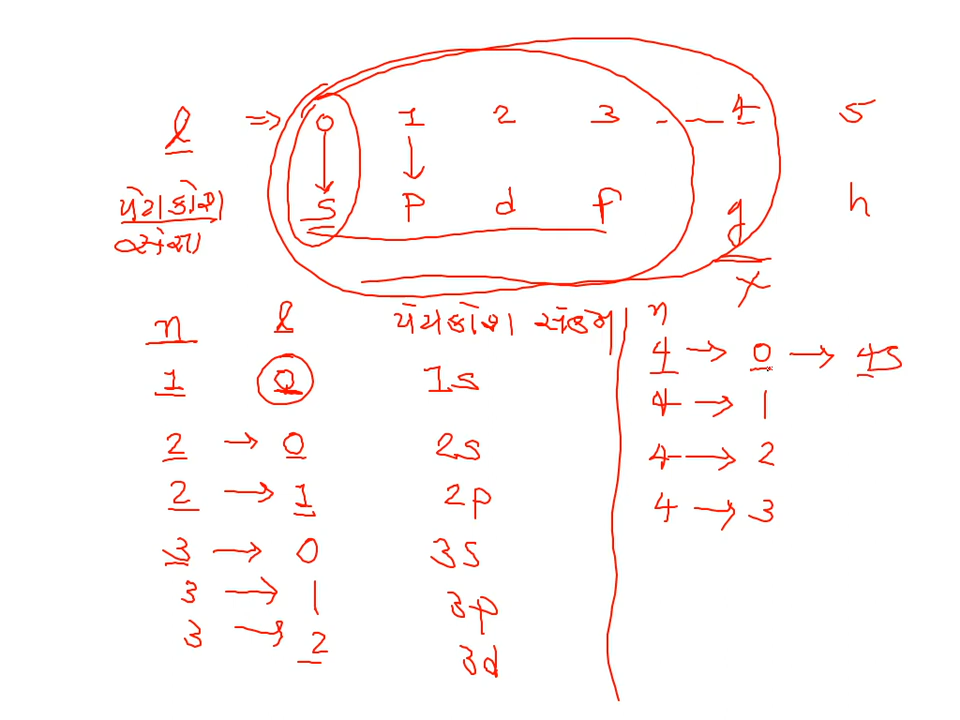 l ⇒ 0 1 2 3 - - 4 5
પેટાકોશ S P d f g h
સંજ્ઞા x
n l પેટાકોશ સંકેત n
1 0 1s 4 → 0 → 4s
2 → 0 2s 4 → 1
2 → 1 2p 4 → 2
3 → 0 3s 4 → 3
3 → 1 3p
3 → 2 3d